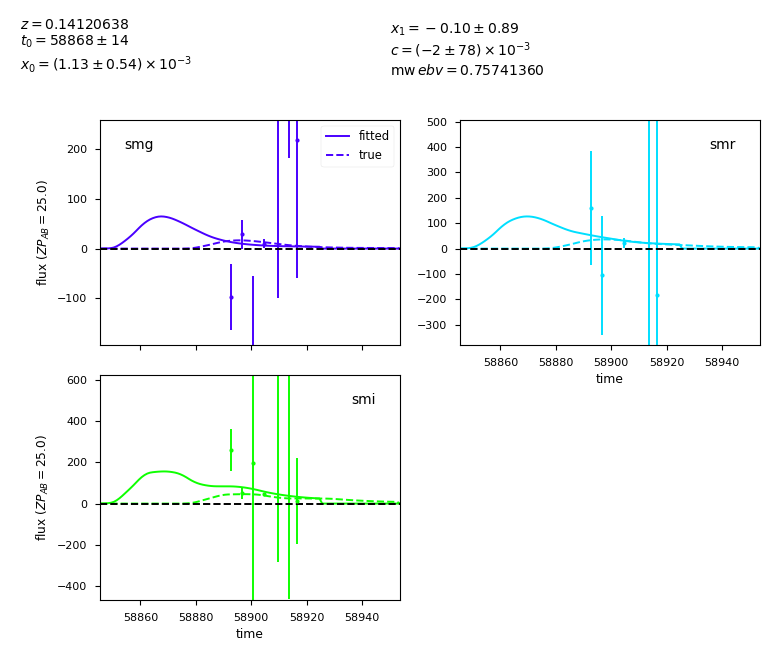 z = 0.14120638
t₀ = 58868 ± 14
x₀ = (1.13 ± 0.54) × 10⁻³
x₁ = −0.10 ± 0.89
c = (−2 ± 78) × 10⁻³
mw ebv = 0.75741360
smg
fitted
true
200
100
0
−100
flux (ZP_AB = 25.0)
smr
500
400
300
200
100
0
−100
−200
−300
58860 58880 58900 58920 58940
time
smi
600
400
200
0
−200
−400
flux (ZP_AB = 25.0)
58860 58880 58900 58920 58940
time